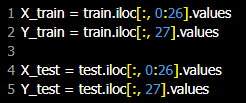 1 X_train = train.iloc[:, 0:26].values
2 Y_train = train.iloc[:, 27].values
3
4 X_test = test.iloc[:, 0:26].values
5 Y_test = test.iloc[:, 27].values